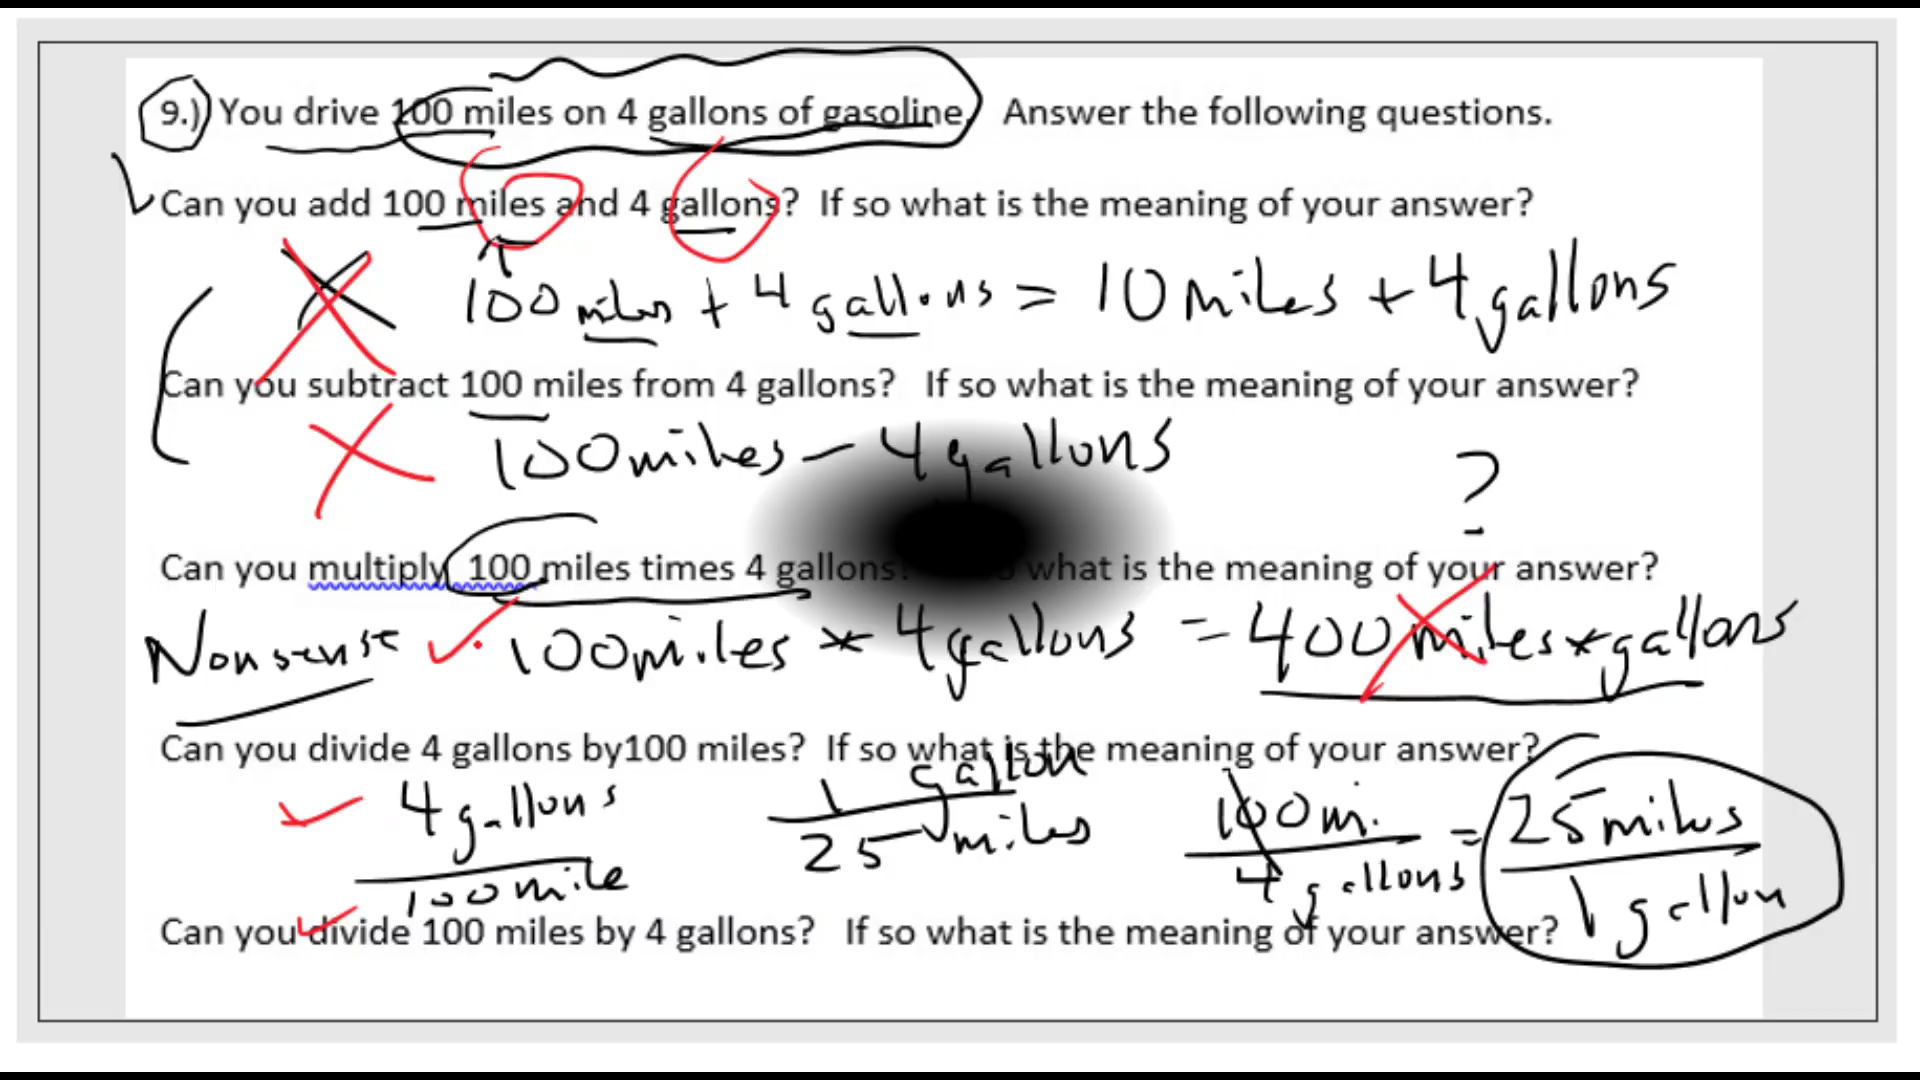 9.) You drive 100 miles on 4 gallons of gasoline. Answer the following questions.
Can you add 100 miles and 4 gallons? If so what is the meaning of your answer?
100 miles + 4 gallons = 10 miles + 4 gallons
Can you subtract 100 miles from 4 gallons? If so what is the meaning of your answer?
100 miles - 4 gallons
?
Can you multiply 100 miles times 4 gallons? what is the meaning of your answer?
Nonsense 100 miles * 4 gallons = 400 miles * gallons
Can you divide 4 gallons by100 miles? If so what is the meaning of your answer?
4 gallons 1 gallon 100 mi. = 25 miles
100 mile 25 miles 4 gallons 1 gallon
Can you divide 100 miles by 4 gallons? If so what is the meaning of your answer?